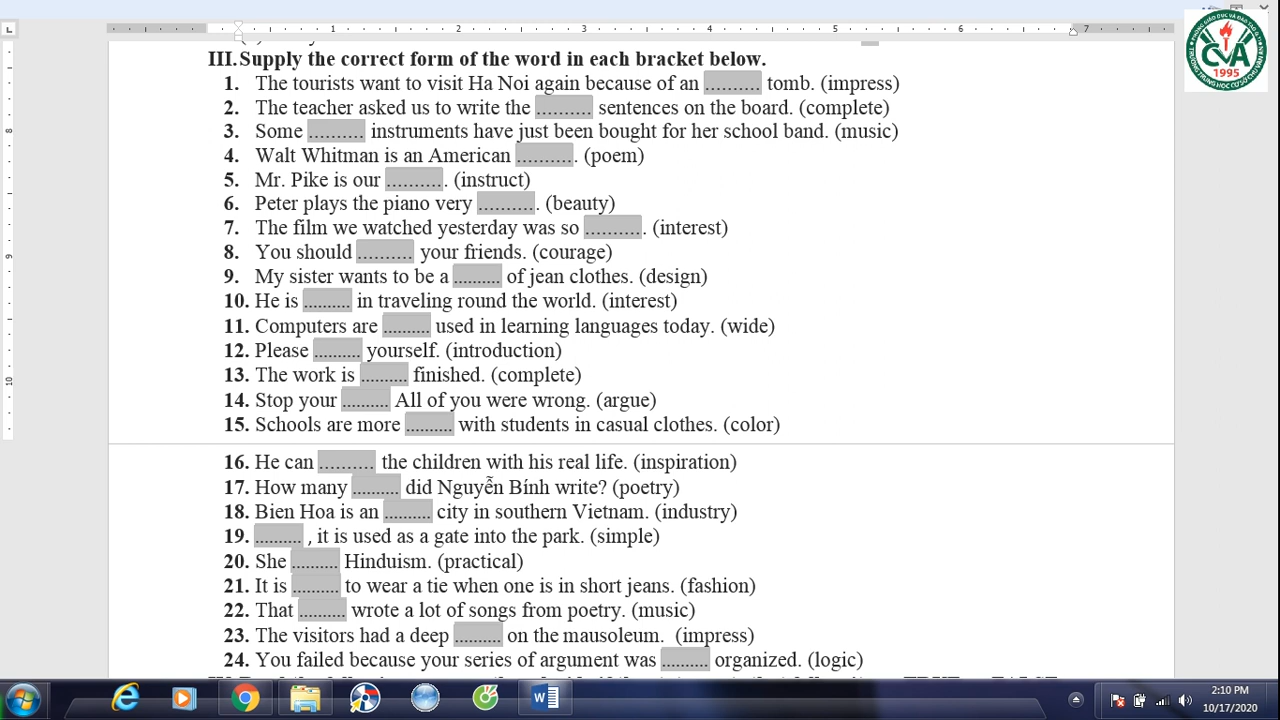 III. Supply the correct form of the word in each bracket below.
1. The tourists want to visit Ha Noi again because of an .......... tomb. (impress)
2. The teacher asked us to write the .......... sentences on the board. (complete)
3. Some .......... instruments have just been bought for her school band. (music)
4. Walt Whitman is an American .......... . (poem)
5. Mr. Pike is our .......... . (instruct)
6. Peter plays the piano very .......... . (beauty)
7. The film we watched yesterday was so .......... . (interest)
8. You should .......... your friends. (courage)
9. My sister wants to be a .......... of jean clothes. (design)
10. He is .......... in traveling round the world. (interest)
11. Computers are .......... used in learning languages today. (wide)
12. Please .......... yourself. (introduction)
13. The work is .......... finished. (complete)
14. Stop your .......... All of you were wrong. (argue)
15. Schools are more .......... with students in casual clothes. (color)
16. He can .......... the children with his real life. (inspiration)
17. How many .......... did Nguyễn Bính write? (poetry)
18. Bien Hoa is an .......... city in southern Vietnam. (industry)
19. .......... , it is used as a gate into the park. (simple)
20. She .......... Hinduism. (practical)
21. It is .......... to wear a tie when one is in short jeans. (fashion)
22. That .......... wrote a lot of songs from poetry. (music)
23. The visitors had a deep .......... on the mausoleum. (impress)
24. You failed because your series of argument was .......... organized. (logic)
CVA
1995
2:10 PM
10/17/2020